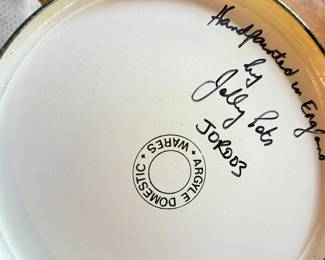 Handpainted in England
by
Jolly Pots
JOR003
ARGYLE DOMESTIC • WARES •